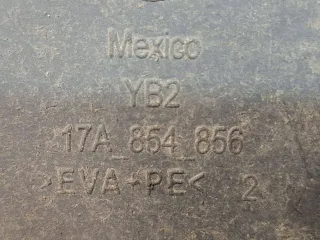 Mexico
YB2
17A_854_856
>EVA+PE< 2